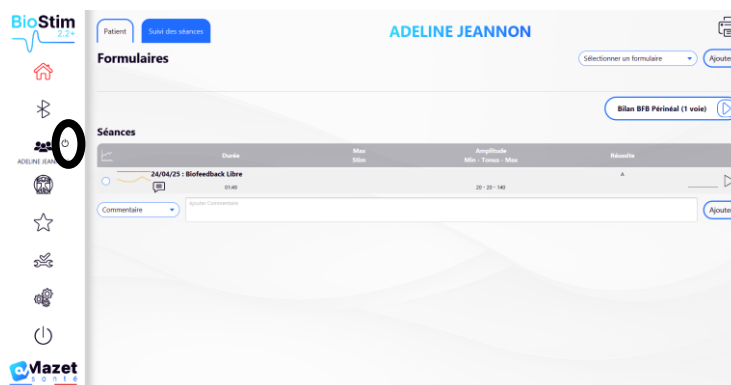 BioStim
2.2+
Patient
Suivi des séances
ADELINE JEANNON
Formulaires
Sélectionner un formulaire
Ajouter
Bilan BFB Périnéal (1 voie)
Séances
Durée
Max
Stim
Amplitude
Min - Tonus - Max
Réussite
24/04/25 : Biofeedback Libre
01:49
20 - 20 - 140
A
Commentaire
Ajouter Commentaire
Ajouter
ADELINE JEAN
Mazet
santé